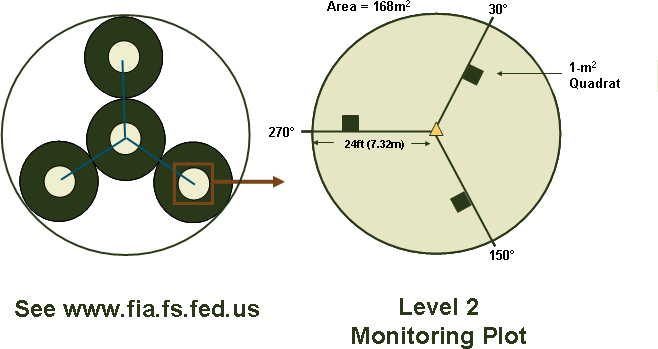 Area = 168m²
30°
1-m²
Quadrat
270°
24ft (7.32m)
150°
See www.fia.fs.fed.us
Level 2
Monitoring Plot